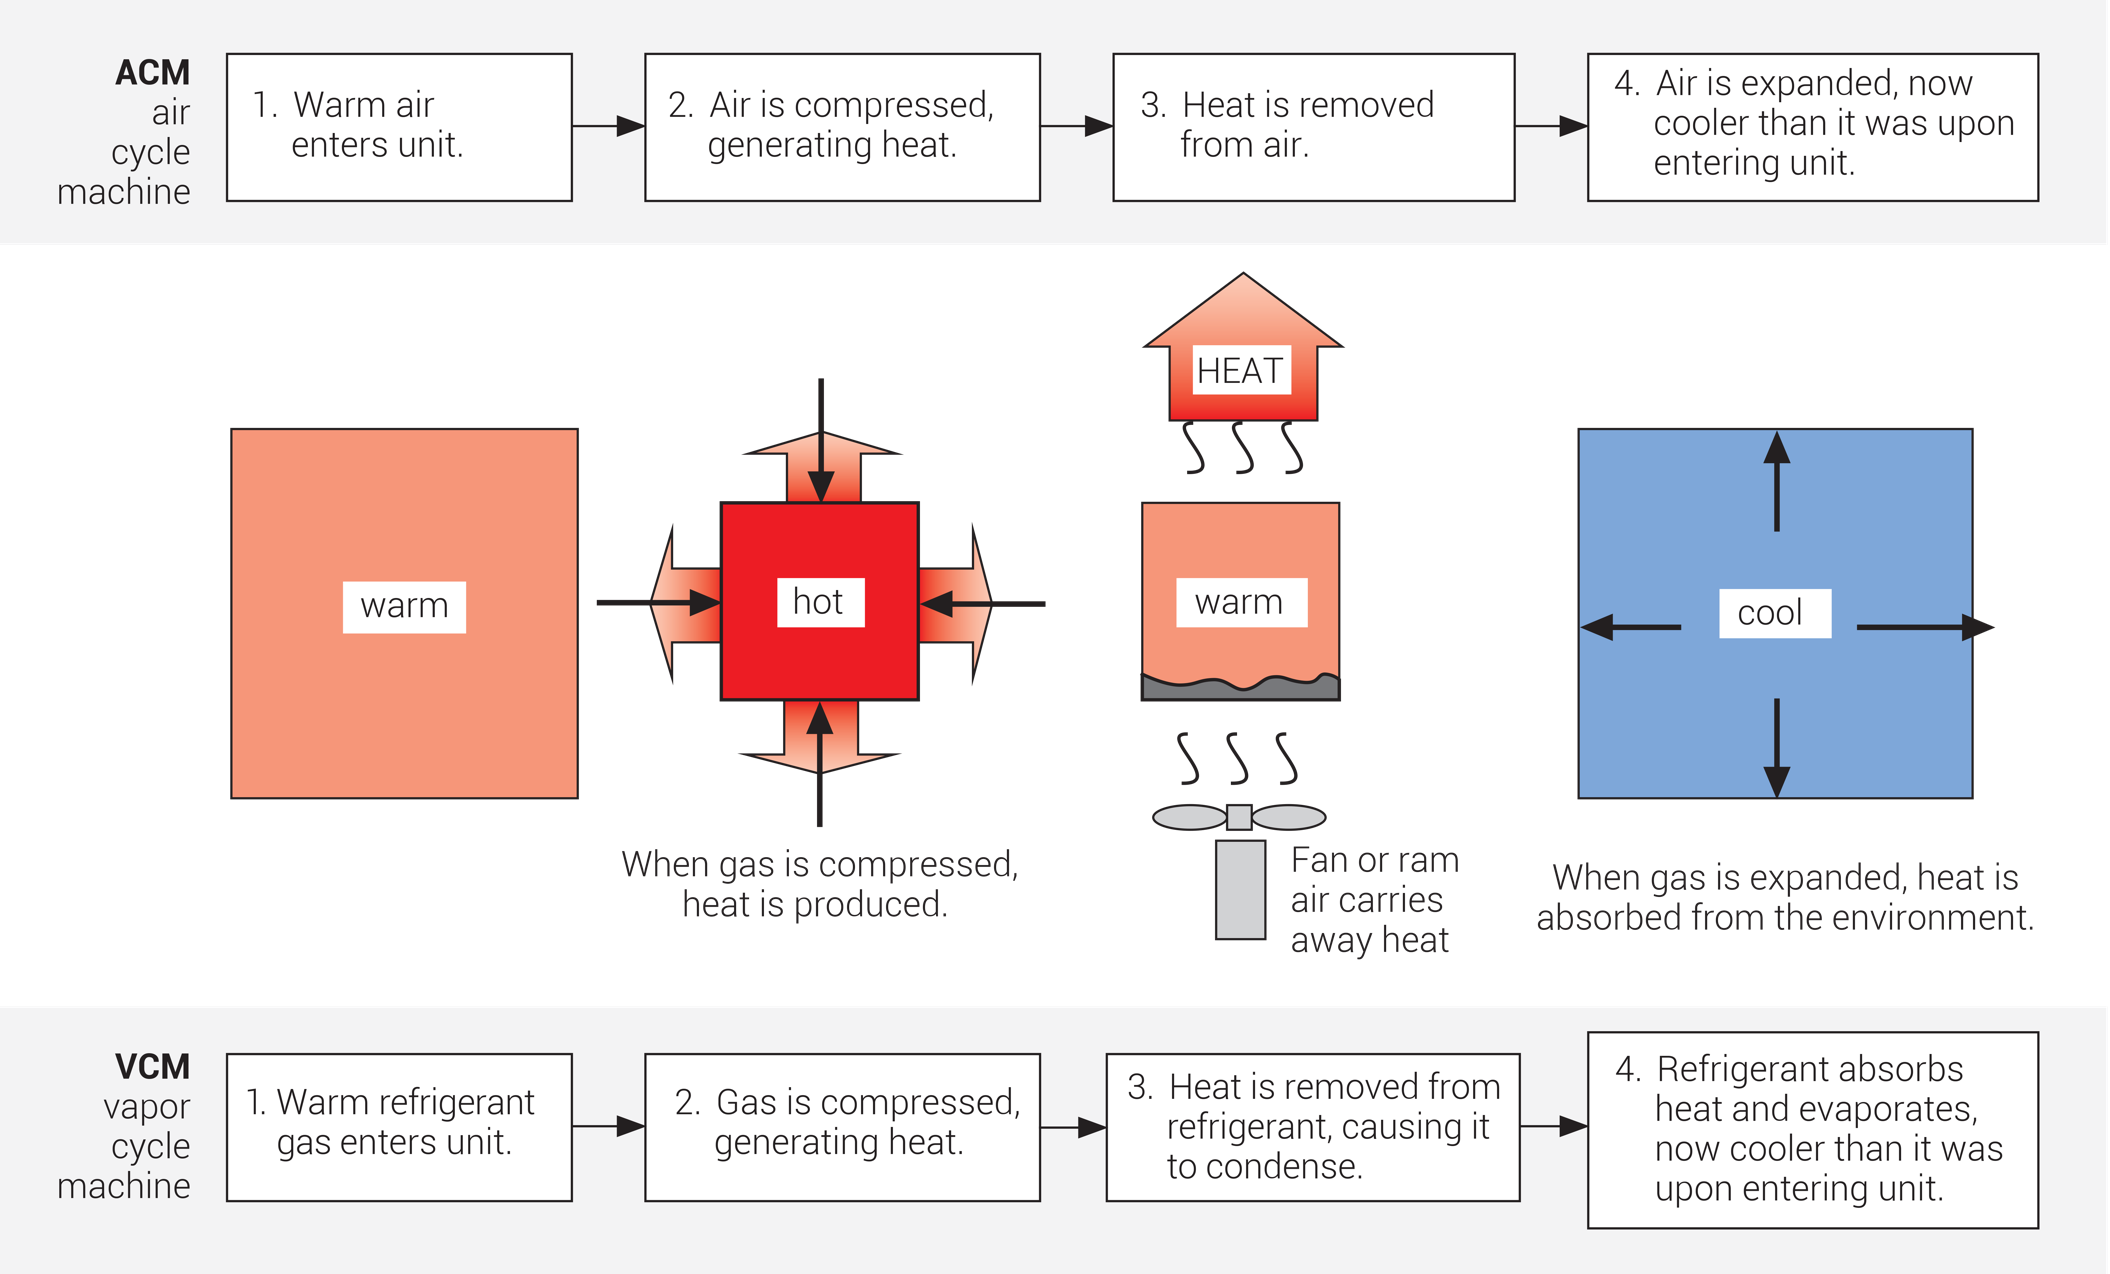 ACM
air
cycle
machine
1. Warm air
enters unit.
2. Air is compressed,
generating heat.
3. Heat is removed
from air.
4. Air is expanded, now
cooler than it was upon
entering unit.
HEAT
warm
hot
warm
cool
When gas is compressed,
heat is produced.
Fan or ram
air carries
away heat
When gas is expanded, heat is
absorbed from the environment.
VCM
vapor
cycle
machine
1. Warm refrigerant
gas enters unit.
2. Gas is compressed,
generating heat.
3. Heat is removed from
refrigerant, causing it
to condense.
4. Refrigerant absorbs
heat and evaporates,
now cooler than it was
upon entering unit.